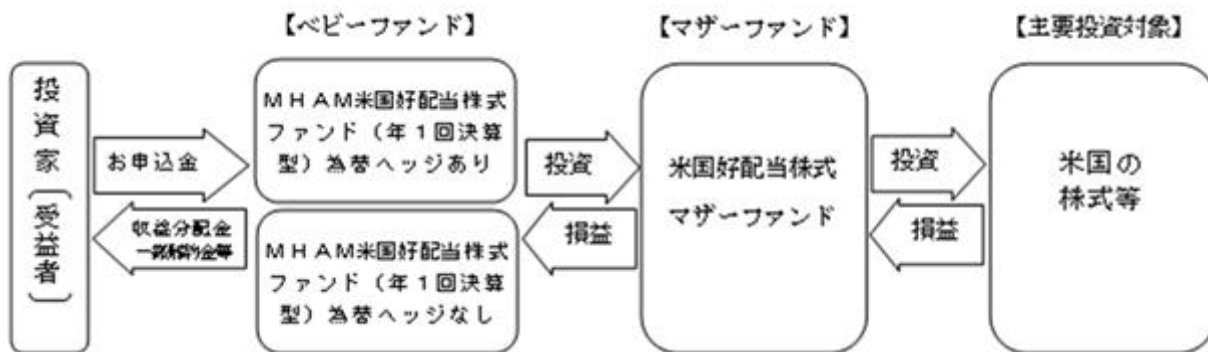 【ベビーファンド】
【マザーファンド】
【主要投資対象】
投資家(受益者)
お申込金
収益分配金
一部解約金等
MHAM米国好配当株式
ファンド(年1回決算
型)為替ヘッジあり
MHAM米国好配当株式
ファンド(年1回決算
型)為替ヘッジなし
投資
損益
米国好配当株式
マザーファンド
投資
損益
米国の
株式等